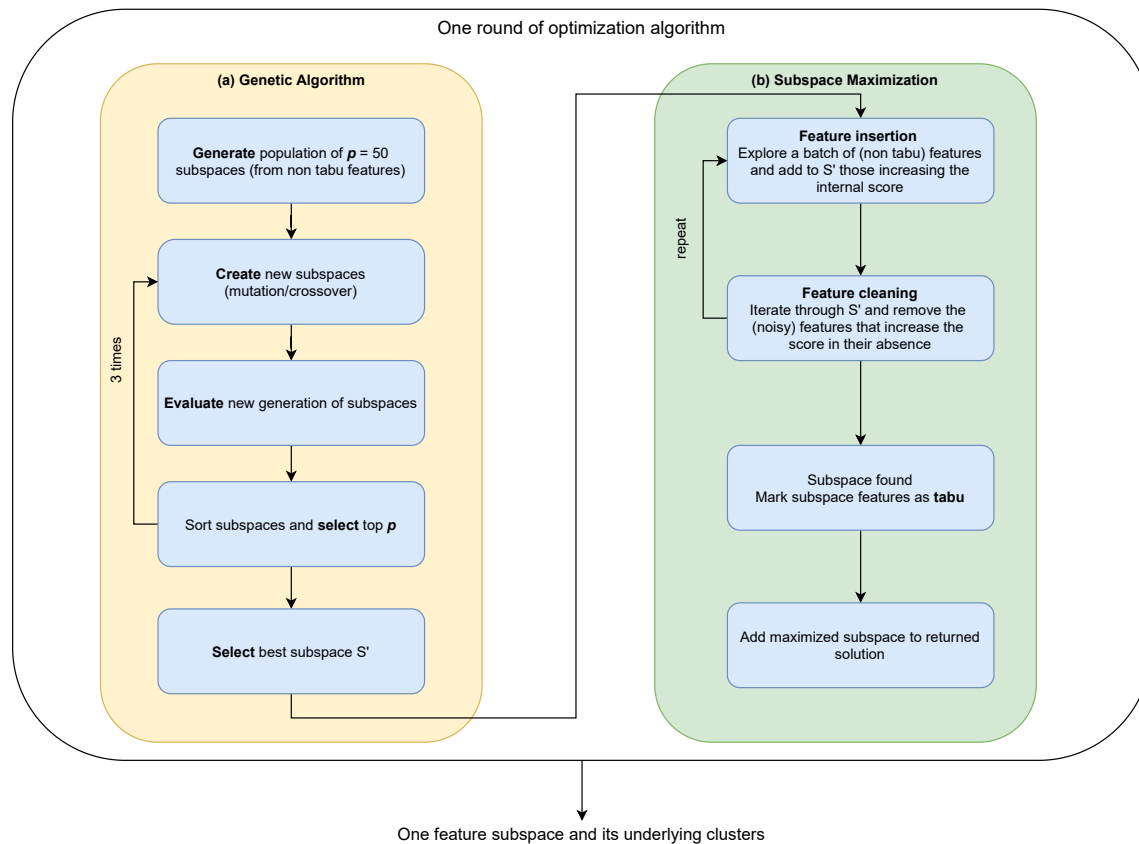 One round of optimization algorithm
(a) Genetic Algorithm
Generate population of p = 50
subspaces (from non tabu features)
Create new subspaces
(mutation/crossover)
3 times
Evaluate new generation of subspaces
Sort subspaces and select top p
Select best subspace S'
(b) Subspace Maximization
Feature insertion
Explore a batch of (non tabu) features
and add to S' those increasing the
internal score
repeat
Feature cleaning
Iterate through S' and remove the
(noisy) features that increase the
score in their absence
Subspace found
Mark subspace features as tabu
Add maximized subspace to returned
solution
One feature subspace and its underlying clusters